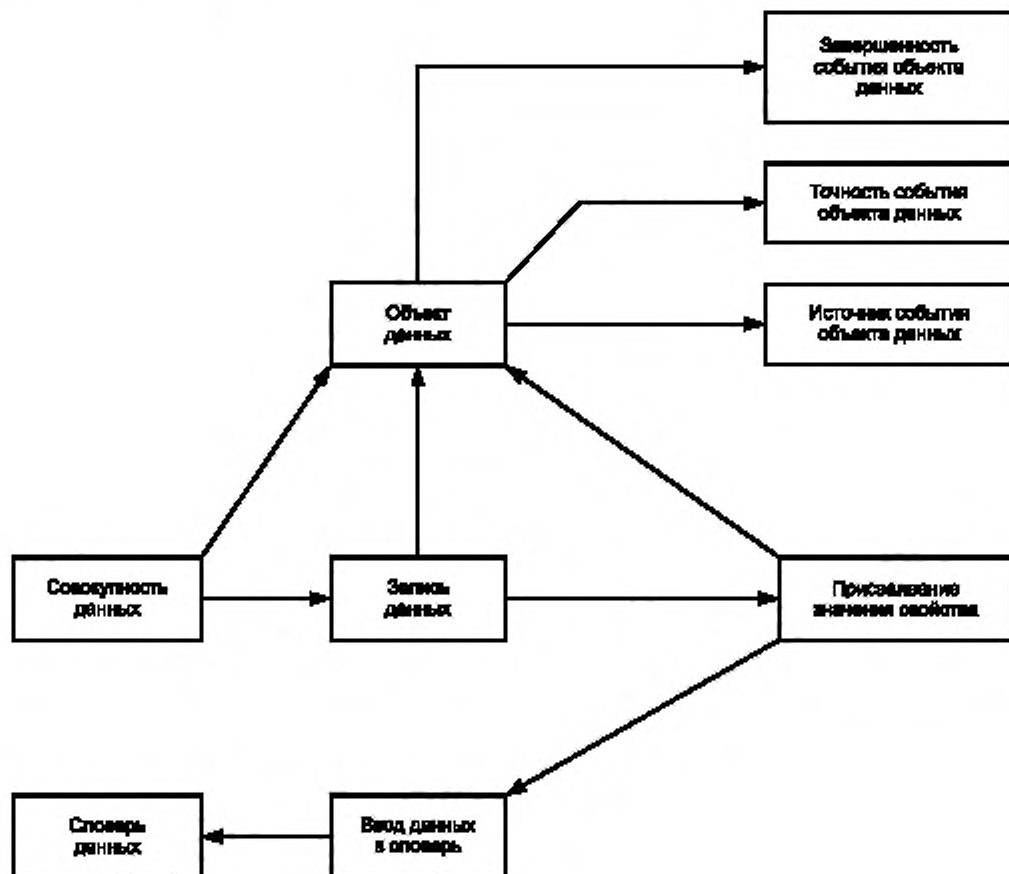 Завершенность
события объекта
данных
Точность события
объекта данных
Объект
данных
Источник события
объекта данных
Совокупность
данных
Запись
данных
Присваивание
значения свойства
Словарь
данных
Ввод данных
в словарь